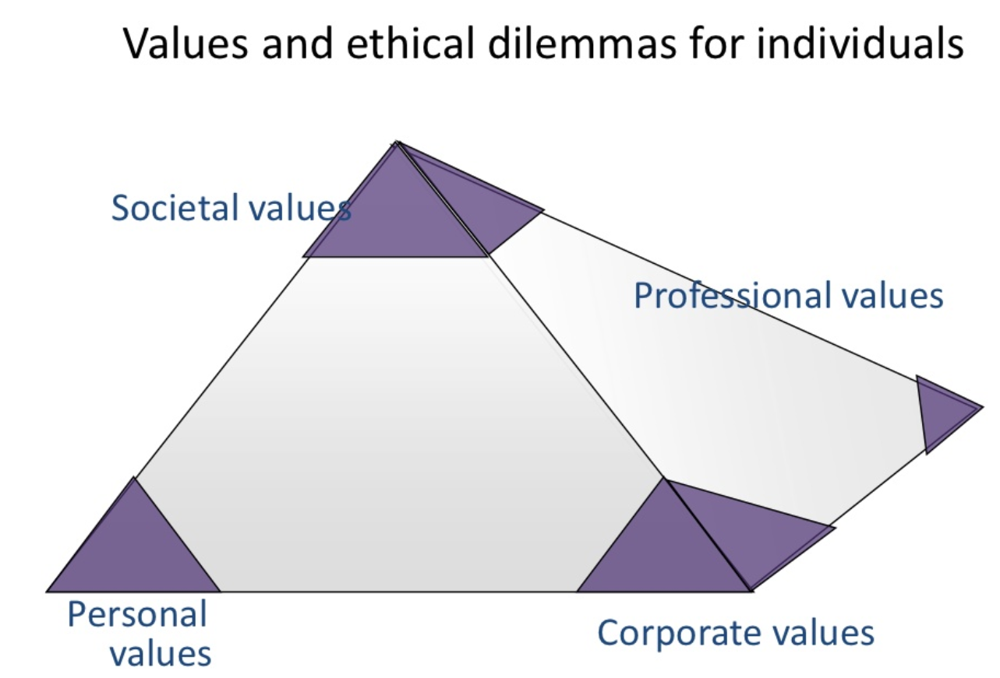 Values and ethical dilemmas for individuals
Societal values
Professional values
Personal
values
Corporate values